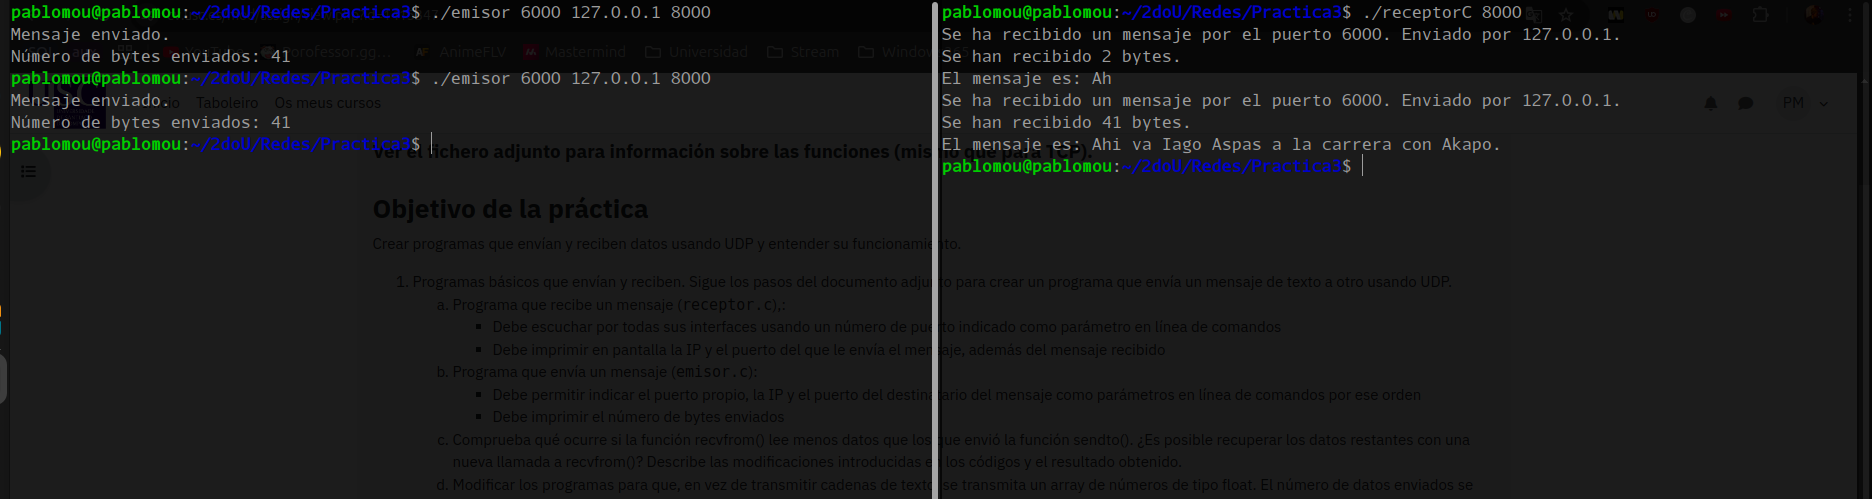 pablomou@pablomou:~/2doU/Redes/Practica3$ ./emisor 6000 127.0.0.1 8000
Mensaje enviado.
Número de bytes enviados: 41
pablomou@pablomou:~/2doU/Redes/Practica3$ ./emisor 6000 127.0.0.1 8000
Mensaje enviado.
Número de bytes enviados: 41
pablomou@pablomou:~/2doU/Redes/Practica3$
pablomou@pablomou:~/2doU/Redes/Practica3$ ./receptorC 8000
Se ha recibido un mensaje por el puerto 6000. Enviado por 127.0.0.1.
Se han recibido 2 bytes.
El mensaje es: Ah
Se ha recibido un mensaje por el puerto 6000. Enviado por 127.0.0.1.
Se han recibido 41 bytes.
El mensaje es: Ahi va Iago Aspas a la carrera con Akapo.
pablomou@pablomou:~/2doU/Redes/Practica3$
AnimeFLV Mastermind Universidad Stream Window
Taboleiro Os meus cursos
PM
Ver el fichero adjunto para información sobre las funciones (mismo que para TCP).
Objetivo de la práctica
Crear programas que envían y reciben datos usando UDP y entender su funcionamiento.
1. Programas básicos que envían y reciben. Sigue los pasos del documento adjunto para crear un programa que envía un mensaje de texto a otro usando UDP.
a. Programa que recibe un mensaje (receptor.c),:
Debe escuchar por todas sus interfaces usando un número de puerto indicado como parámetro en línea de comandos
Debe imprimir en pantalla la IP y el puerto del que le envía el mensaje, además del mensaje recibido
b. Programa que envía un mensaje (emisor.c):
Debe permitir indicar el puerto propio, la IP y el puerto del destinatario del mensaje como parámetros en línea de comandos por ese orden
Debe imprimir el número de bytes enviados
c. Comprueba qué ocurre si la función recvfrom() lee menos datos que los que envió la función sendto(). ¿Es posible recuperar los datos restantes con una
nueva llamada a recvfrom()? Describe las modificaciones introducidas en los códigos y el resultado obtenido.
d. Modificar los programas para que, en vez de transmitir cadenas de texto, se transmita un array de números de tipo float. El número de datos enviados se